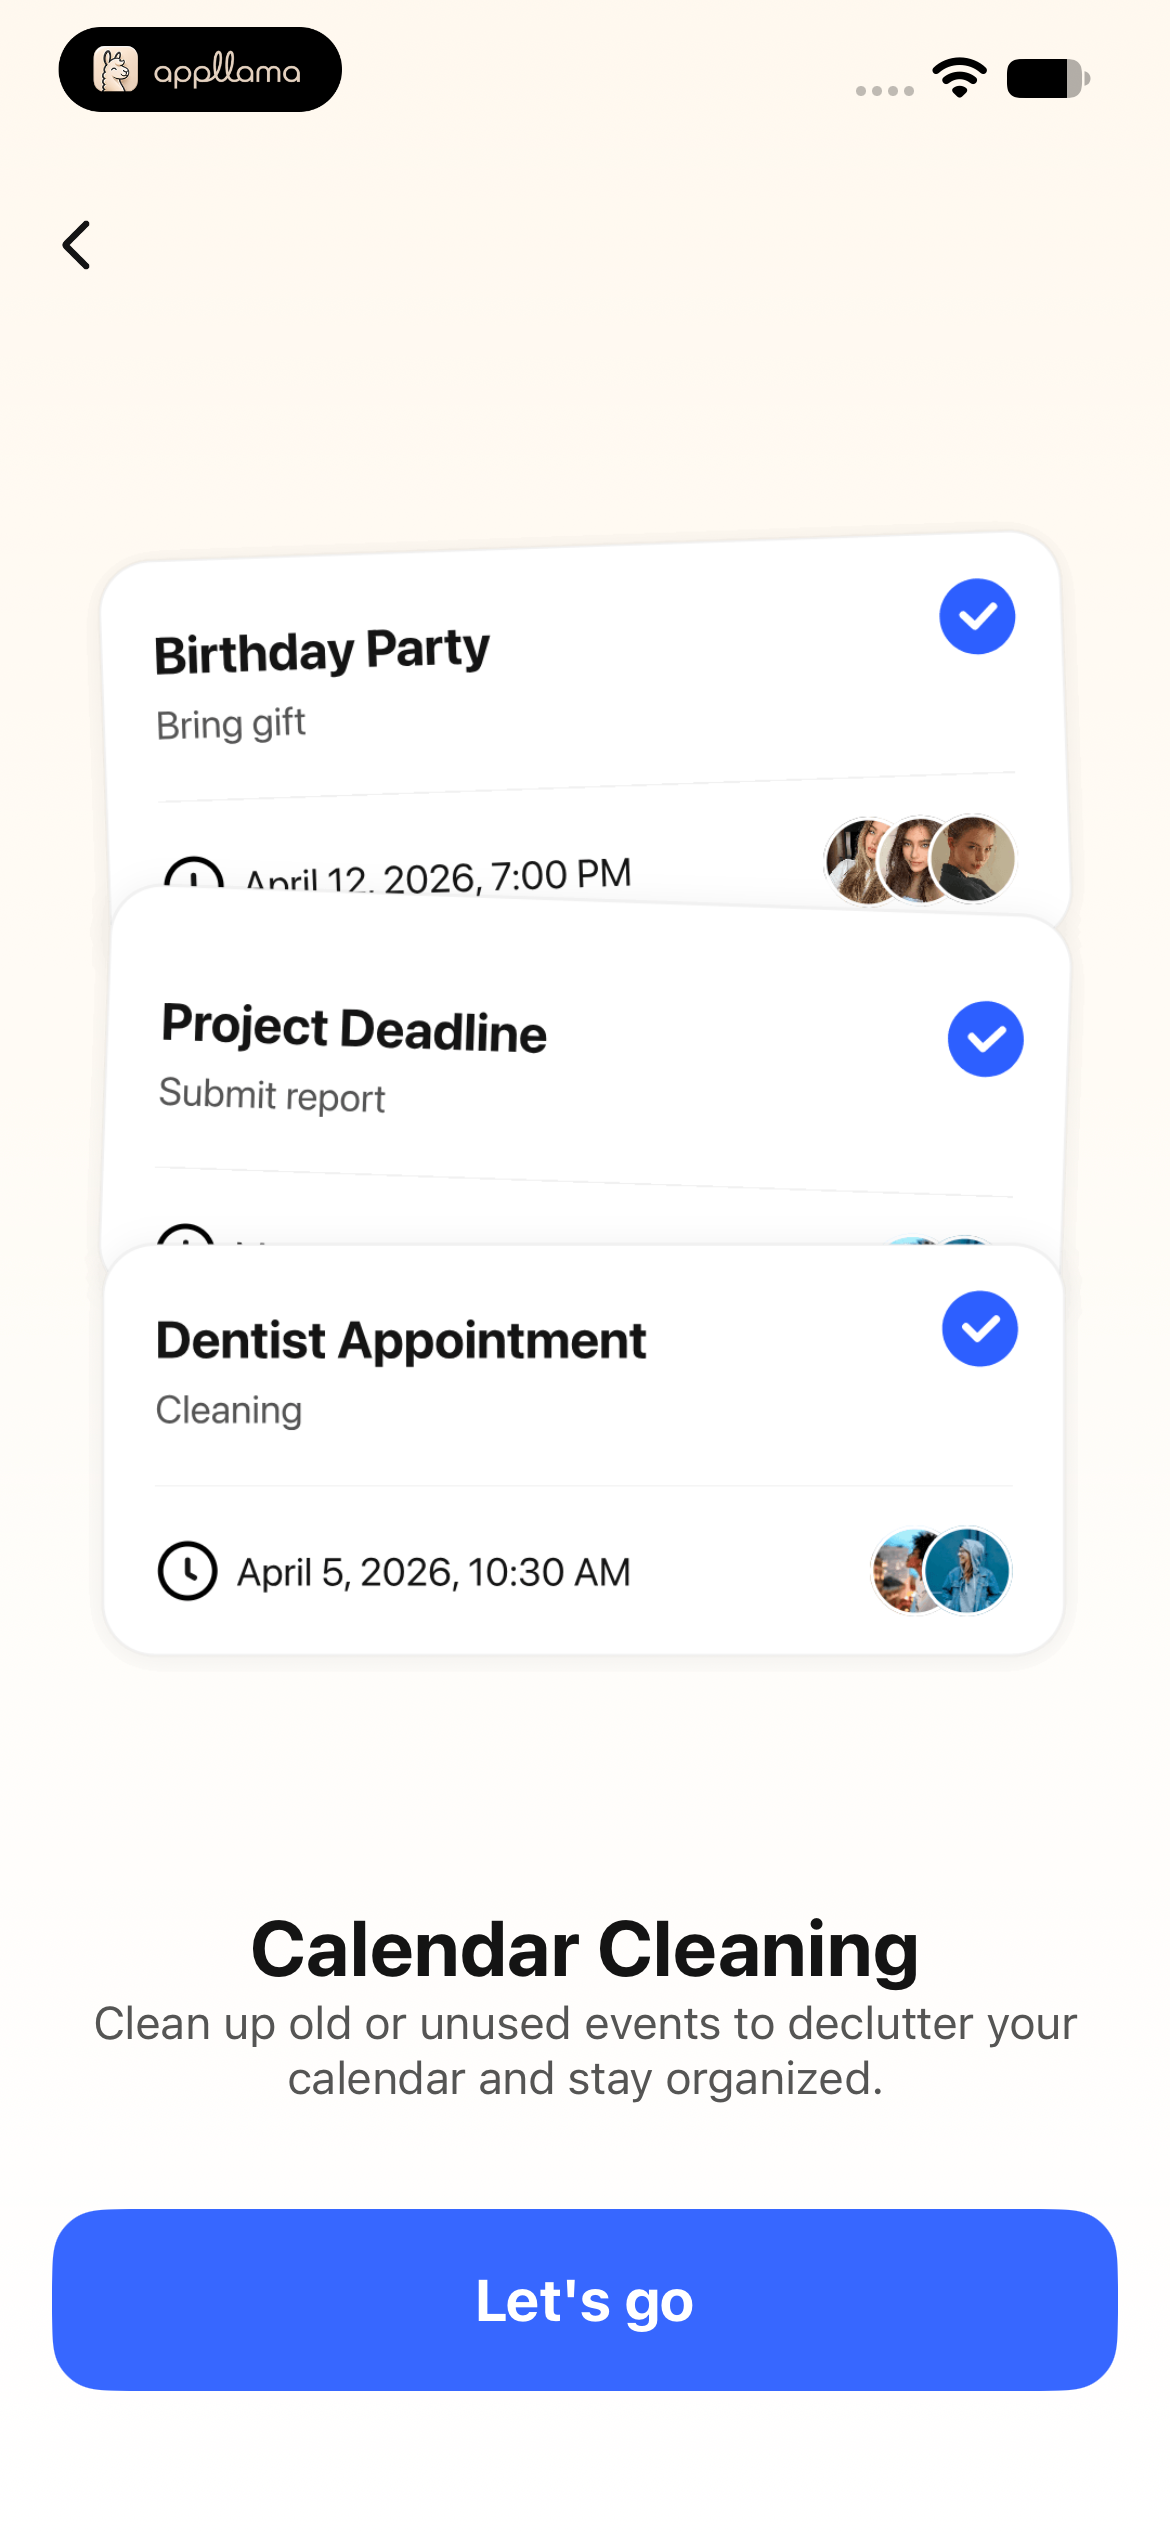 appllama
Birthday Party
Bring gift
April 12, 2026, 7:00 PM
Project Deadline
Submit report
Dentist Appointment
Cleaning
April 5, 2026, 10:30 AM
Calendar Cleaning
Clean up old or unused events to declutter your
calendar and stay organized.
Let's go